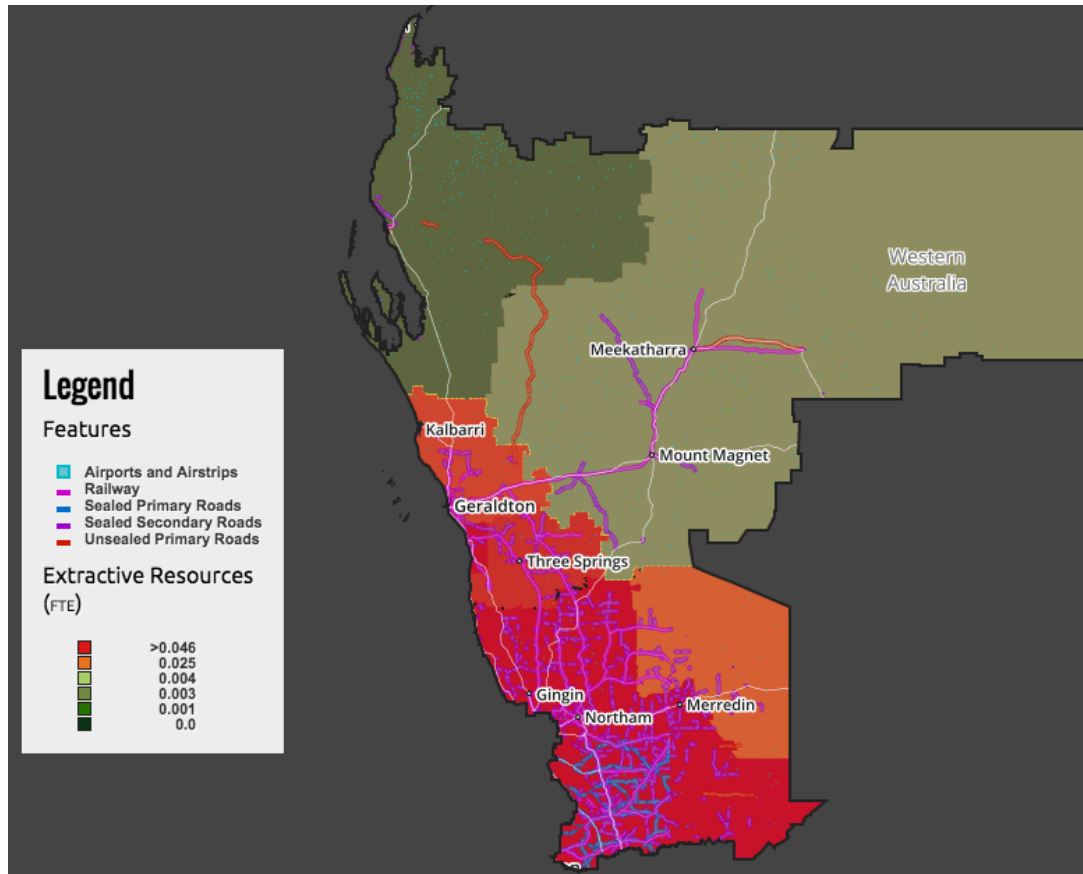 Western
Australia
Meekatharra
Kalbarri
Mount Magnet
Geraldton
Three Springs
Gingin
Northam
Merredin
Legend
Features
Airports and Airstrips
Railway
Sealed Primary Roads
Sealed Secondary Roads
Unsealed Primary Roads
Extractive Resources
(FTE)
>0.046
0.025
0.004
0.003
0.001
0.0